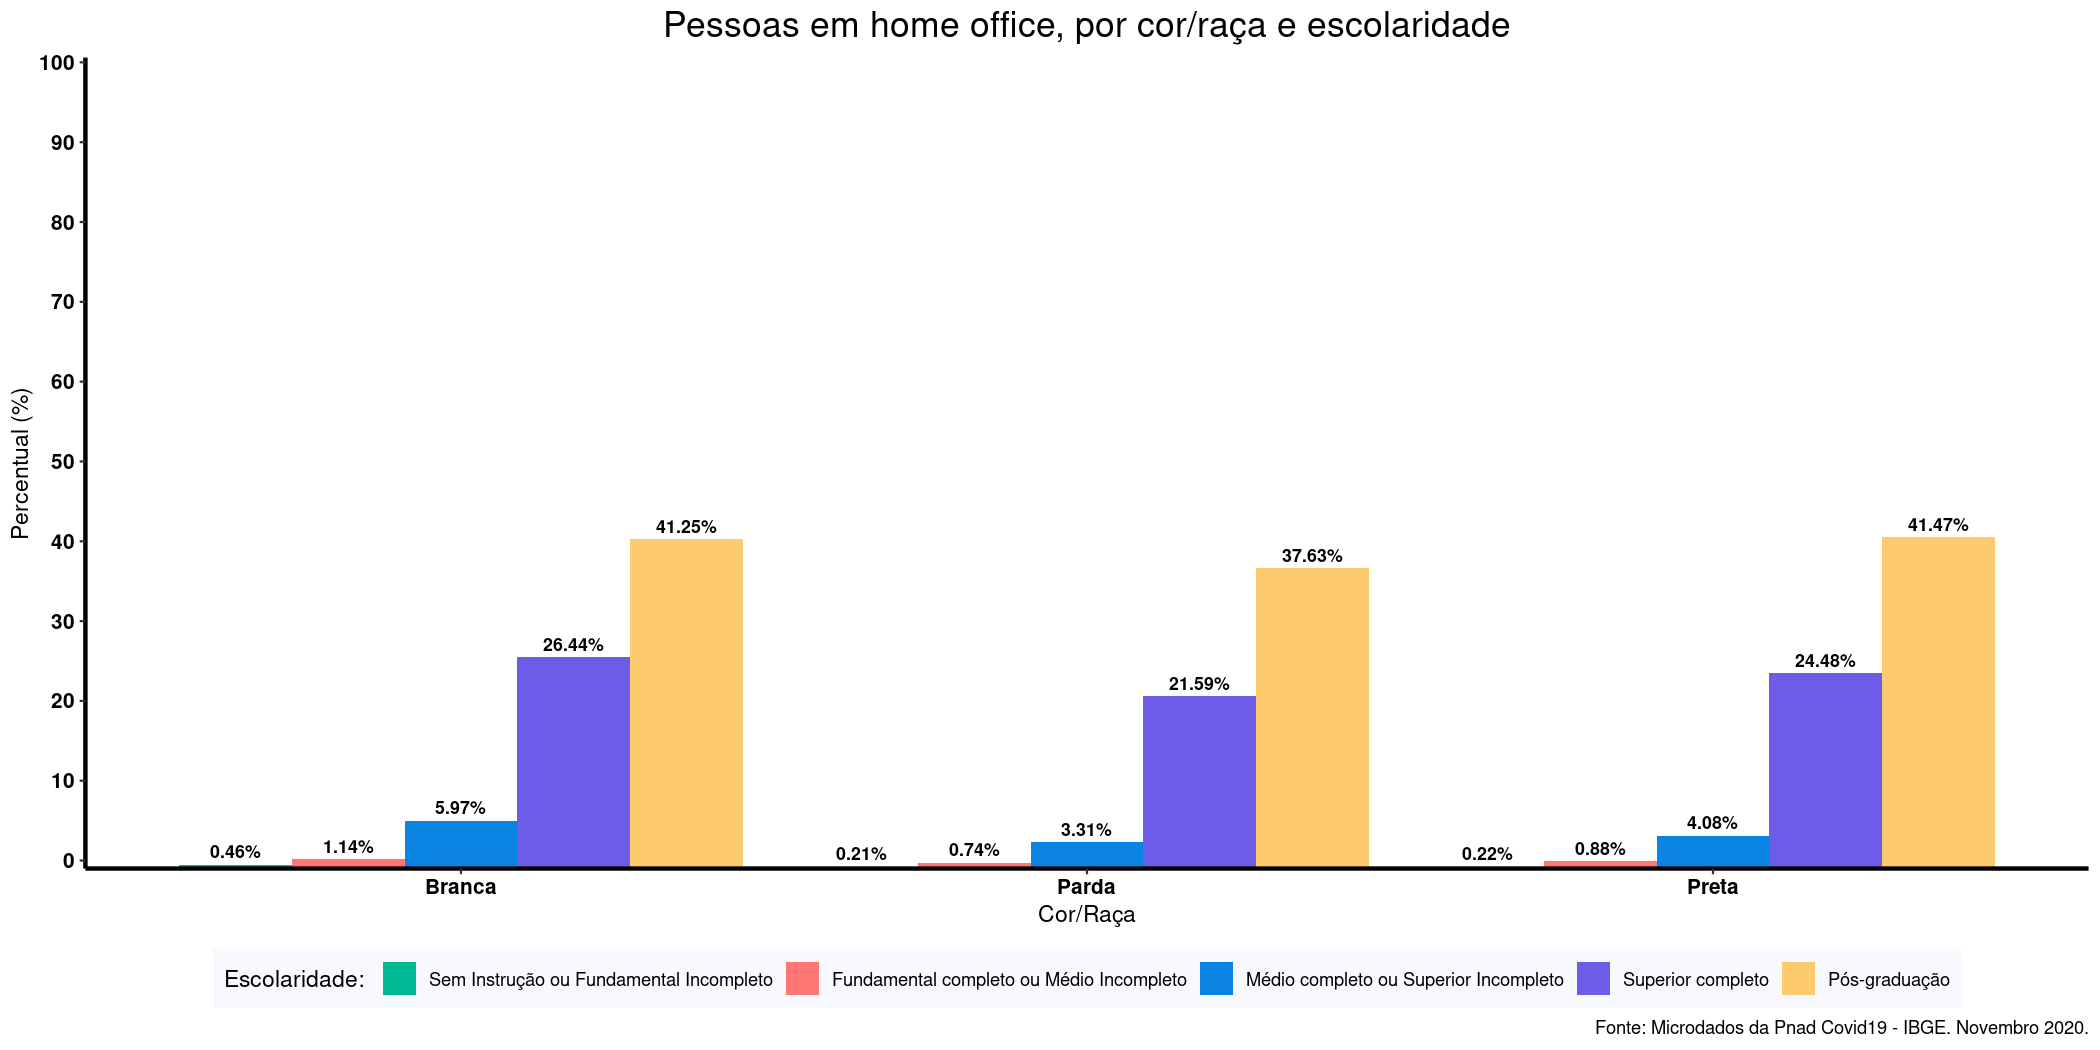 Pessoas em home office, por cor/raça e escolaridade
Percentual (%)
100
90
80
70
60
50
40
30
20
10
0
0.46%
1.14%
5.97%
26.44%
41.25%
0.21%
0.74%
3.31%
21.59%
37.63%
0.22%
0.88%
4.08%
24.48%
41.47%
Branca
Parda
Preta
Cor/Raça
Escolaridade:
Sem Instrução ou Fundamental Incompleto
Fundamental completo ou Médio Incompleto
Médio completo ou Superior Incompleto
Superior completo
Pós-graduação
Fonte: Microdados da Pnad Covid19 - IBGE. Novembro 2020.